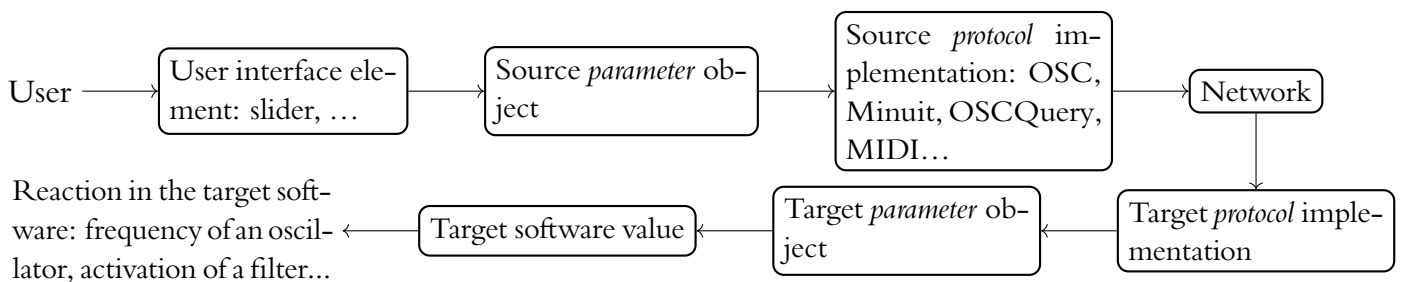 User
User interface ele-
ment: slider, …
Source parameter ob-
ject
Source protocol im-
plementation: OSC,
Minuit, OSCQuery,
MIDI…
Network
Target protocol imple-
mentation
Target parameter ob-
ject
Target software value
Reaction in the target soft-
ware: frequency of an oscil-
lator, activation of a filter...